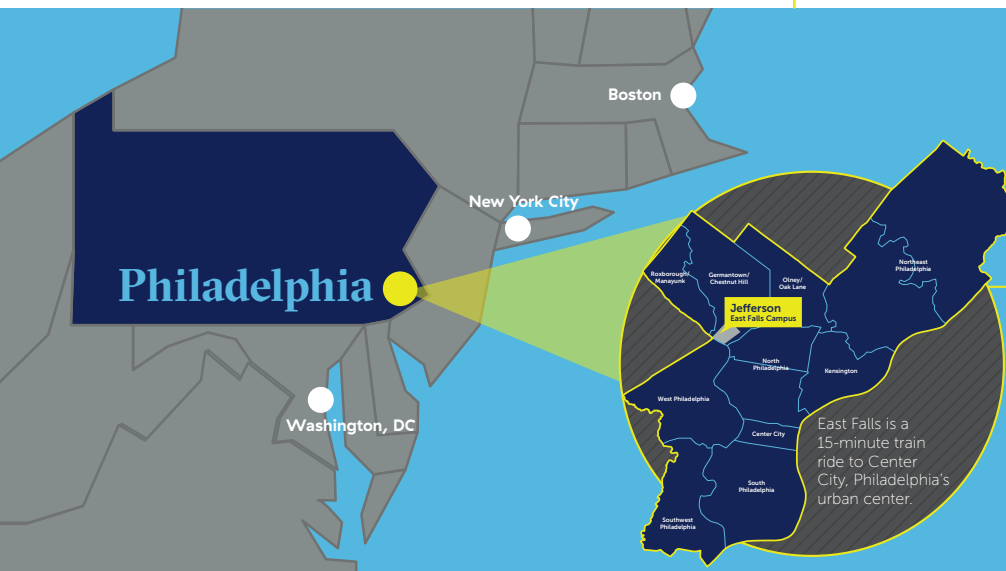 Boston
New York City
Philadelphia
Washington, DC
Northeast
Philadelphia
Roxborough/
Manayunk
Germantown/
Chestnut Hill
Olney/
Oak Lane
Jefferson
East Falls Campus
North
Philadelphia
Kensington
West Philadelphia
Center City
South
Philadelphia
Southwest
Philadelphia
East Falls is a
15-minute train
ride to Center
City, Philadelphia’s
urban center.